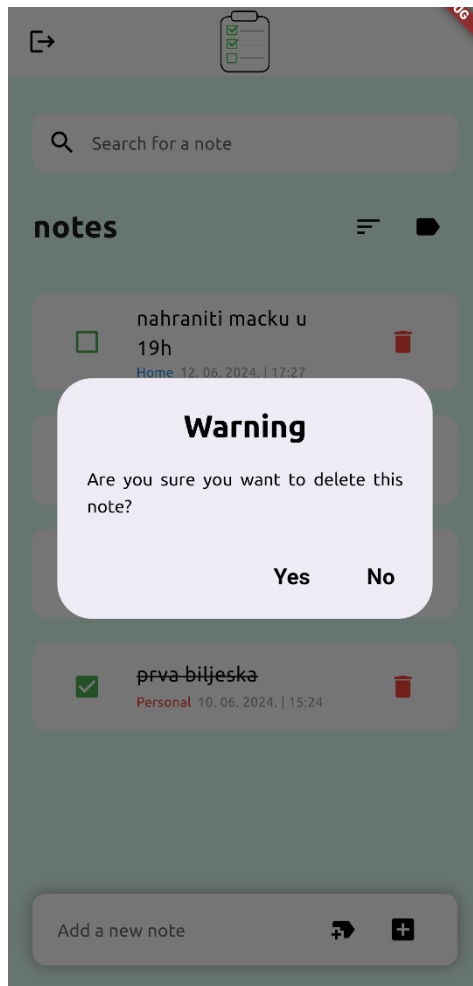 UG
Search for a note
notes
nahraniti macku u
19h
Home 12. 06. 2024. | 17:27
Warning
Are you sure you want to delete this
note?
Yes No
prva biljeska
Personal 10. 06. 2024. | 15:24
Add a new note